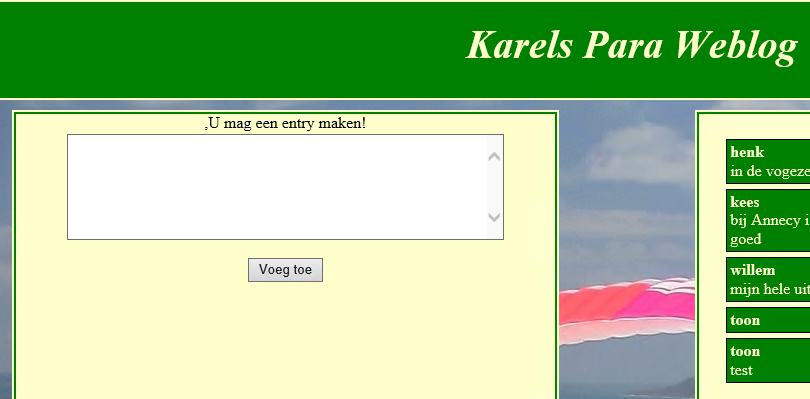 Karels Para Weblog
,U mag een entry maken!
Voeg toe
henk
in de vogeze
kees
bij Annecy i
goed
willem
mijn hele uit
toon
toon
test